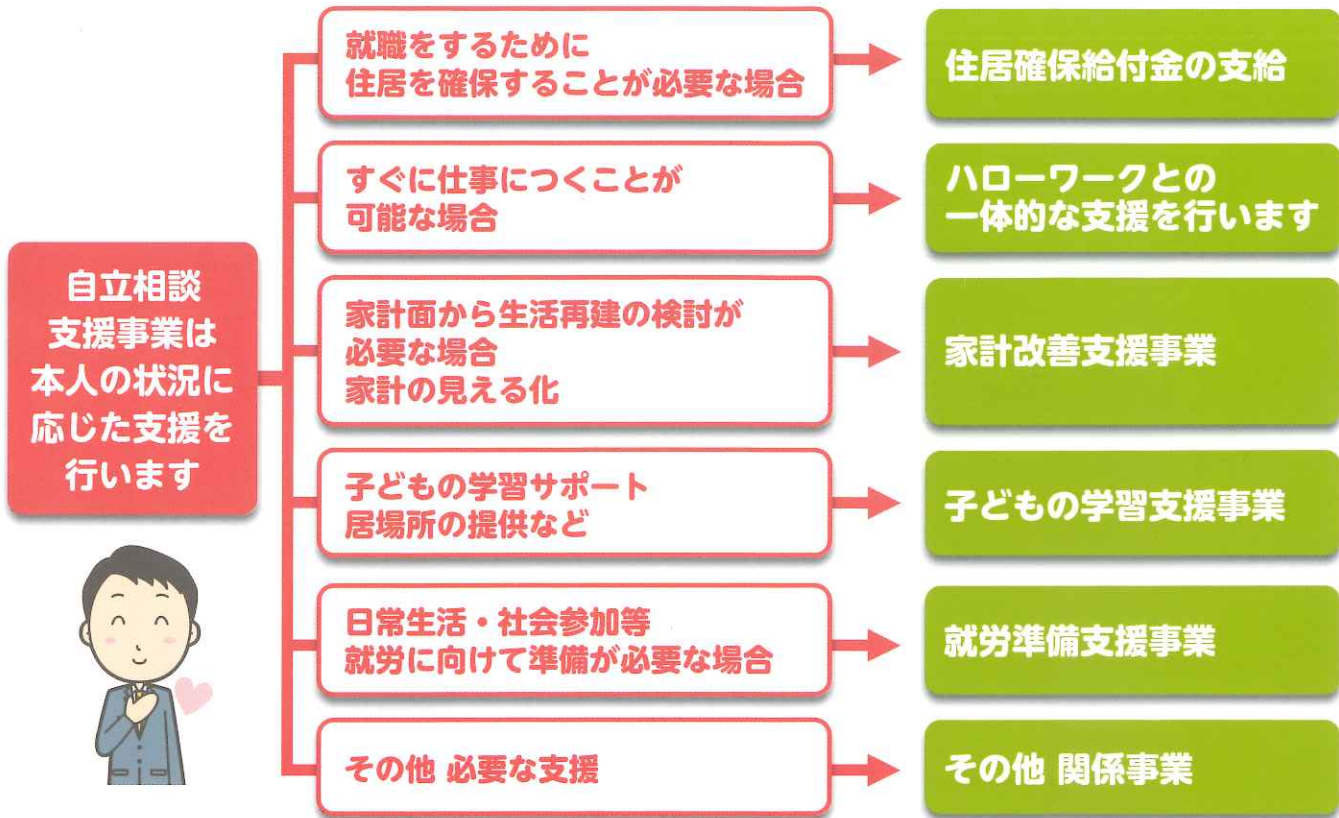 自立相談
支援事業は
本人の状況に
応じた支援を
行います
就職をするために
住居を確保することが必要な場合
住居確保給付金の支給
すぐに仕事につくことが
可能な場合
ハローワークとの
一体的な支援を行います
家計面から生活再建の検討が
必要な場合
家計の見える化
家計改善支援事業
子どもの学習サポート
居場所の提供など
子どもの学習支援事業
日常生活・社会参加等
就労に向けて準備が必要な場合
就労準備支援事業
その他 必要な支援
その他 関係事業